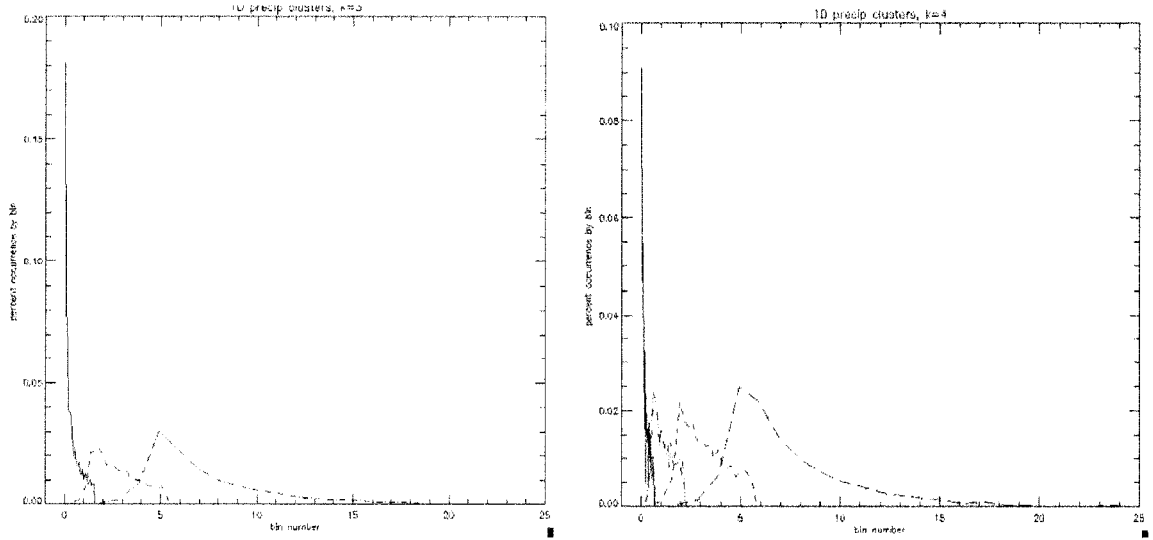 1D precip clusters, k=3
0.20
0.15
0.10
0.05
0.00
percent occurrence by bin
0 5 10 15 20 25
bin number
1D precip clusters, k=4
0.10
0.08
0.06
0.04
0.02
0.00
percent occurrence by bin
0 5 10 15 20 25
bin number